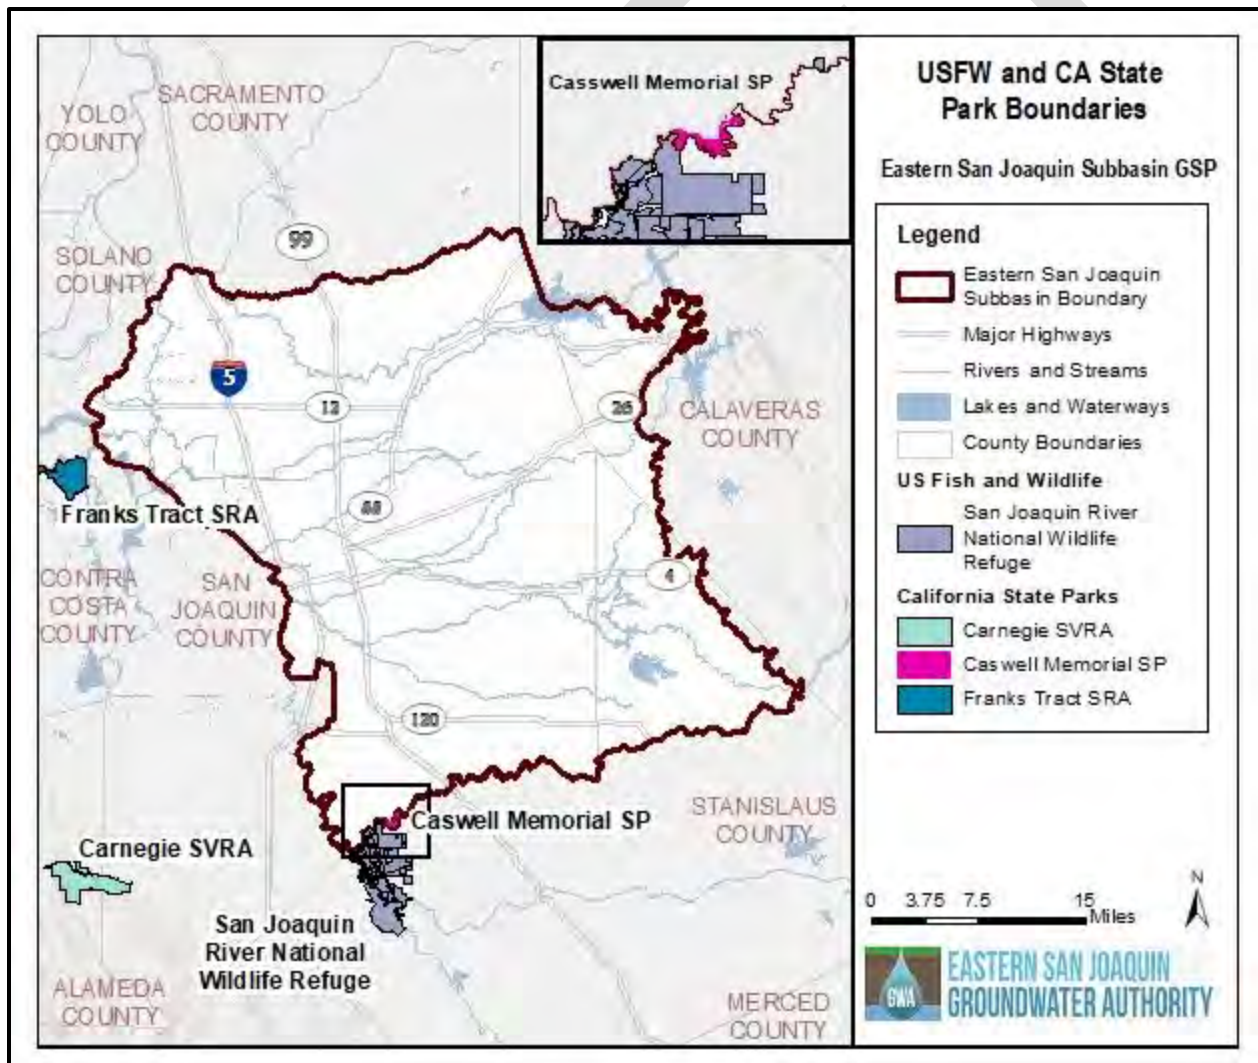 USFW and CA State
Park Boundaries
Eastern San Joaquin Subbasin GSP
Legend
Eastern San Joaquin
Subbasin Boundary
Major Highways
Rivers and Streams
Lakes and Waterways
County Boundaries
US Fish and Wildlife
San Joaquin River
National Wildlife
Refuge
California State Parks
Carnegie SVRA
Caswell Memorial SP
Franks Tract SRA
0 3.75 7.5 15
Miles
N
GWA
EASTERN SAN JOAQUIN
GROUNDWATER AUTHORITY
Casswell Memorial SP
YOLO
COUNTY
SACRAMENTO
COUNTY
SOLANO
COUNTY
99
5
12
26
CALAVERAS
COUNTY
Franks Tract SRA
88
4
CONTRA
COSTA
COUNTY
SAN
JOAQUIN
COUNTY
120
STANISLAUS
COUNTY
Caswell Memorial SP
Carnegie SVRA
San Joaquin
River National
Wildlife Refuge
ALAMEDA
COUNTY
MERCED
COUNTY